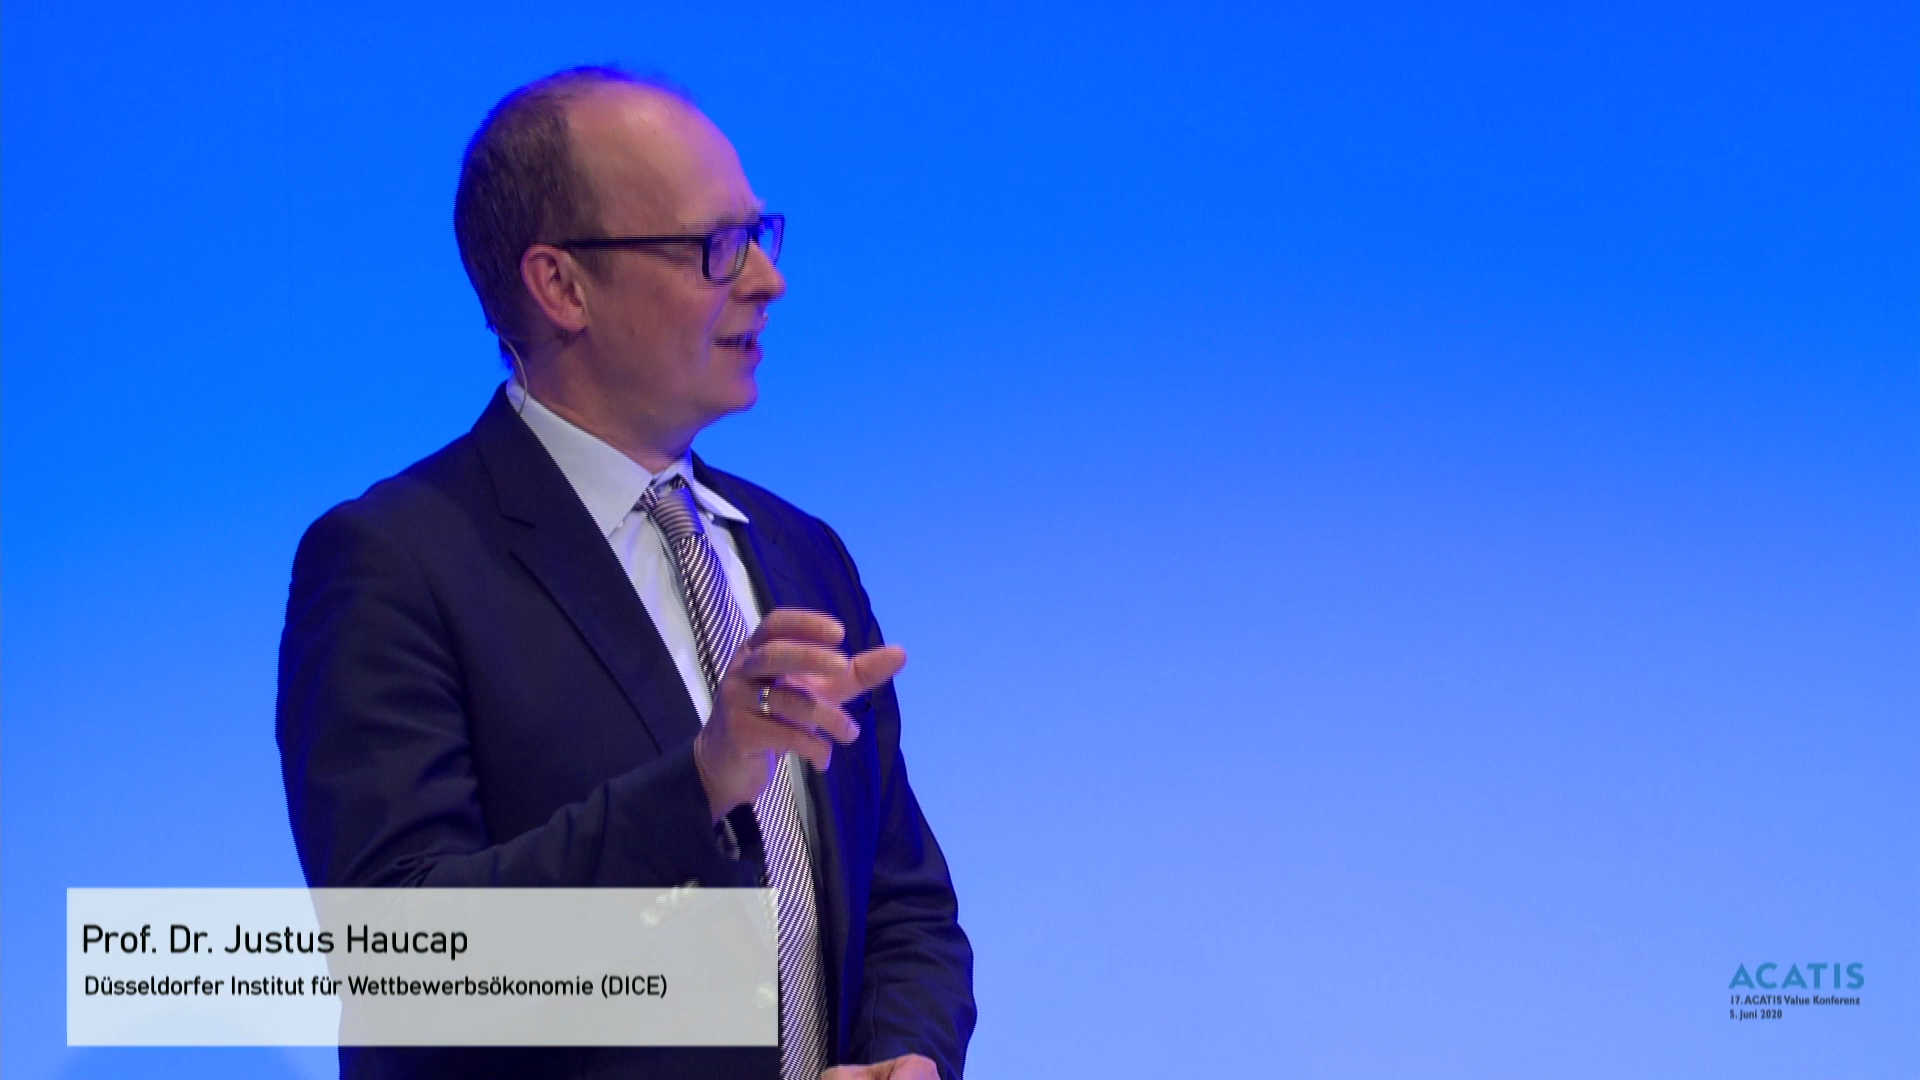 Prof. Dr. Justus Haucap
Düsseldorfer Institut für Wettbewerbsökonomie (DICE)
ACATIS
17. ACATIS Value Konferenz
5. Juni 2020